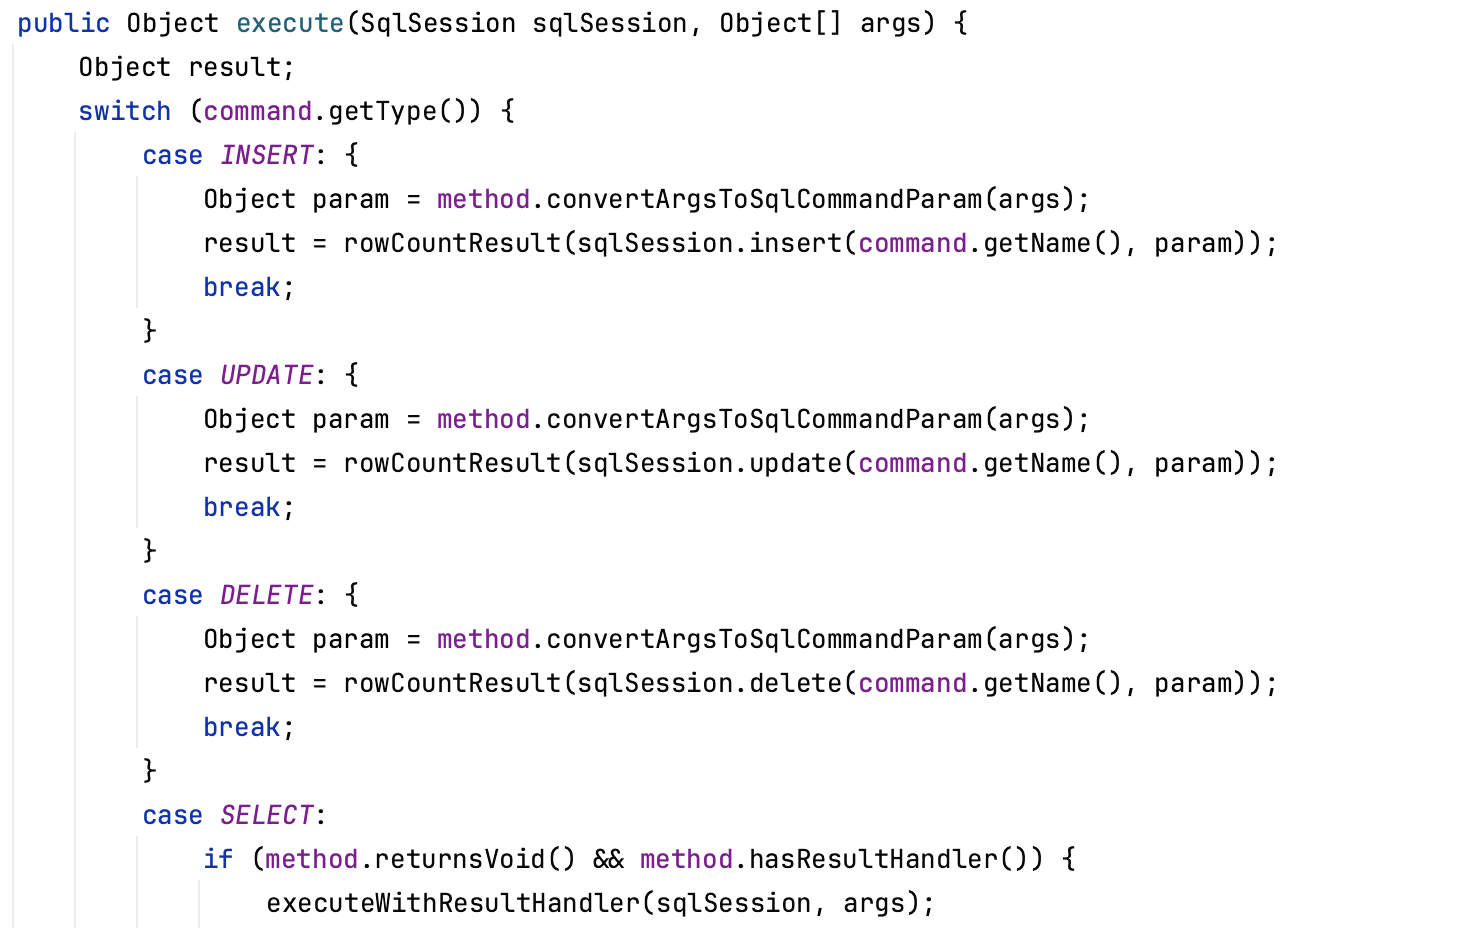 public Object execute(SqlSession sqlSession, Object[] args) {
    Object result;
    switch (command.getType()) {
        case INSERT: {
            Object param = method.convertArgsToSqlCommandParam(args);
            result = rowCountResult(sqlSession.insert(command.getName(), param));
            break;
        }
        case UPDATE: {
            Object param = method.convertArgsToSqlCommandParam(args);
            result = rowCountResult(sqlSession.update(command.getName(), param));
            break;
        }
        case DELETE: {
            Object param = method.convertArgsToSqlCommandParam(args);
            result = rowCountResult(sqlSession.delete(command.getName(), param));
            break;
        }
        case SELECT:
            if (method.returnsVoid() && method.hasResultHandler()) {
                executeWithResultHandler(sqlSession, args);